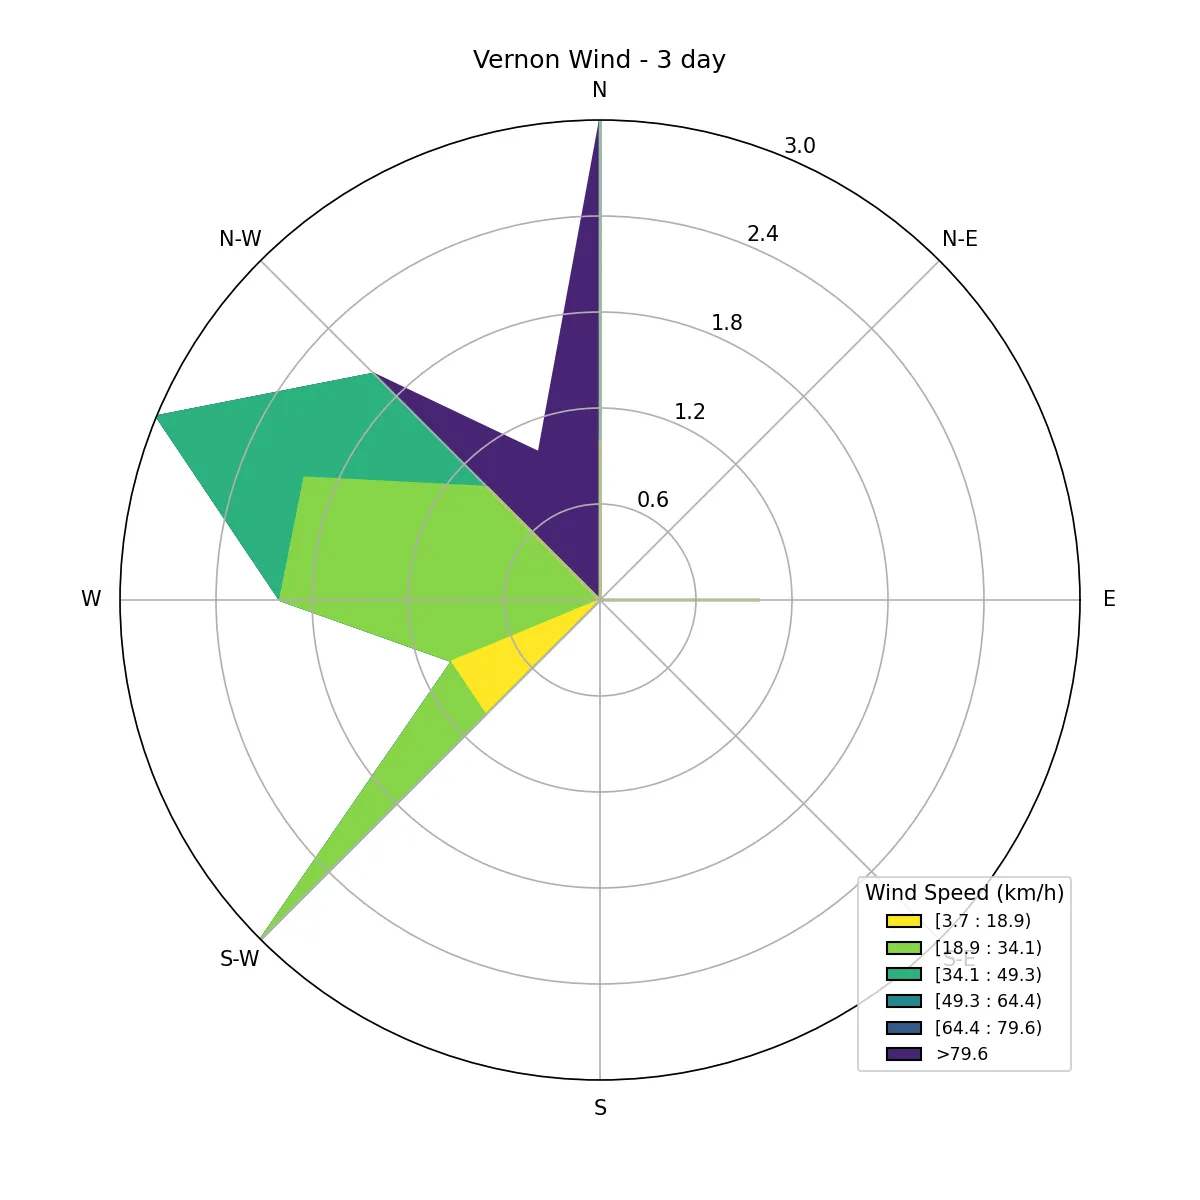 Vernon Wind - 3 day
N
3.0
N-W
2.4
N-E
1.8
1.2
0.6
W
E
S-W
S-E
S
Wind Speed (km/h)
[3.7 : 18.9)
[18.9 : 34.1)
[34.1 : 49.3)
[49.3 : 64.4)
[64.4 : 79.6)
>79.6